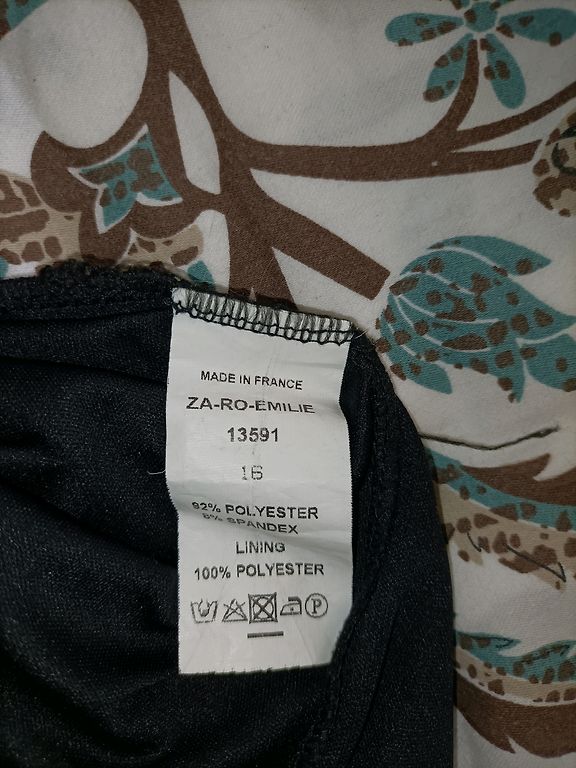 MADE IN FRANCE
ZA-RO-EMILIE
13591
16
92% POLYESTER
8% SPANDEX
LINING
100% POLYESTER
P